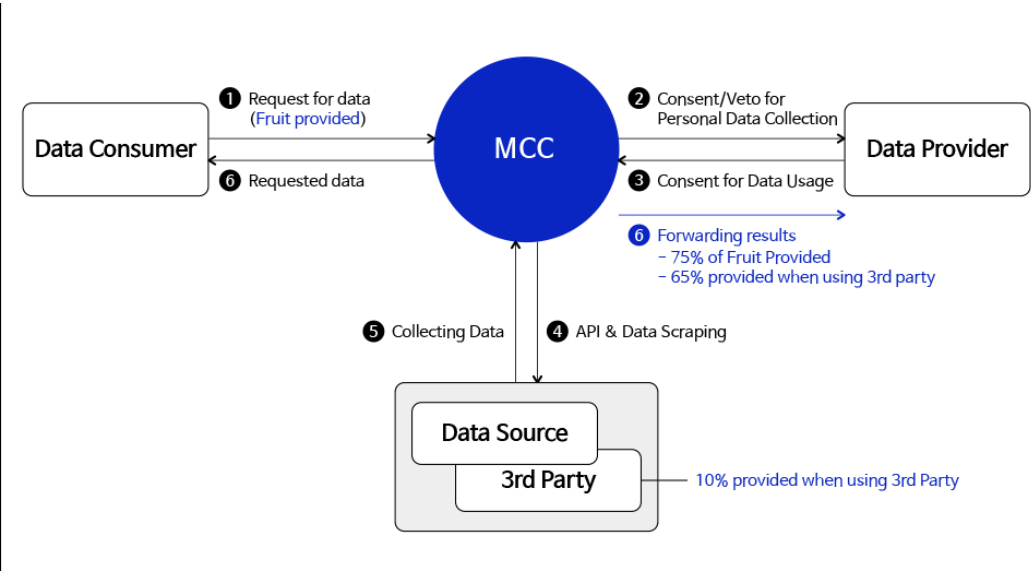 ❶ Request for data
(Fruit provided)
❷ Consent/Veto for
Personal Data Collection
Data Consumer
MCC
Data Provider
❻ Requested data
❸ Consent for Data Usage
❻ Forwarding results
- 75% of Fruit Provided
- 65% provided when using 3rd party
❺ Collecting Data
❹ API & Data Scraping
Data Source
3rd Party
10% provided when using 3rd Party